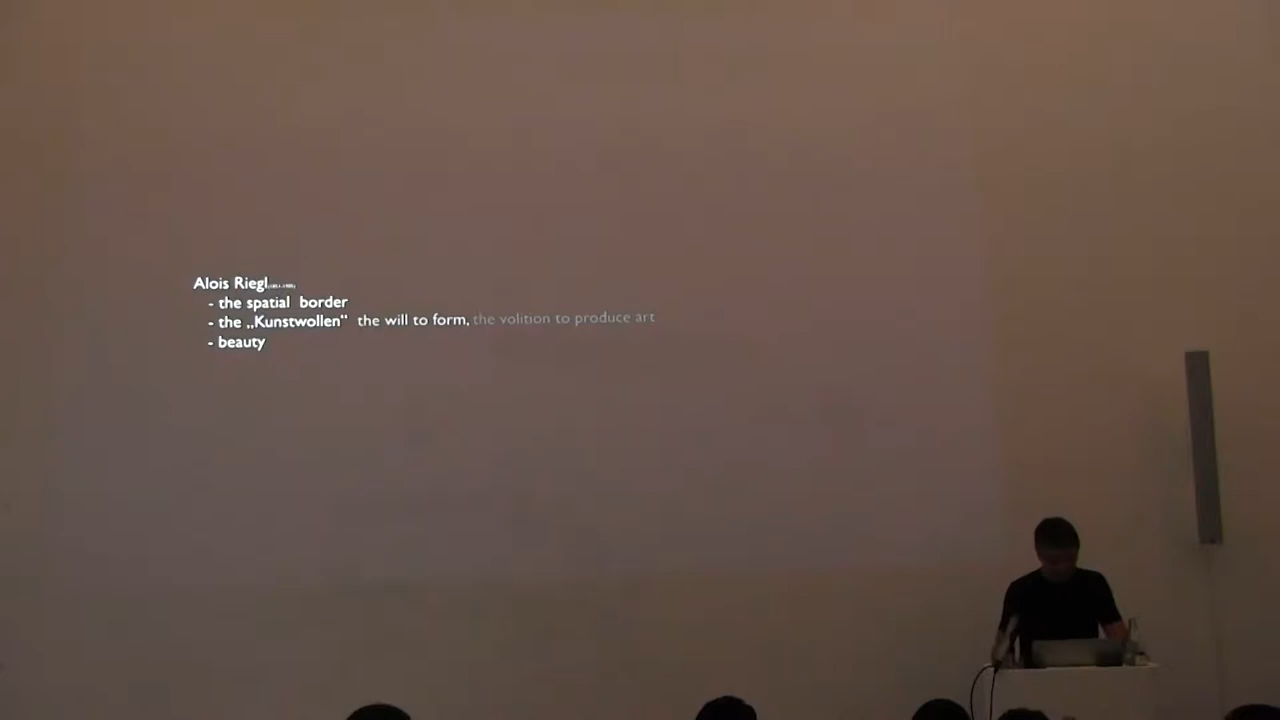 Alois Riegl
- the spatial border
- the „Kunstwollen“ the will to form, the volition to produce art
- beauty